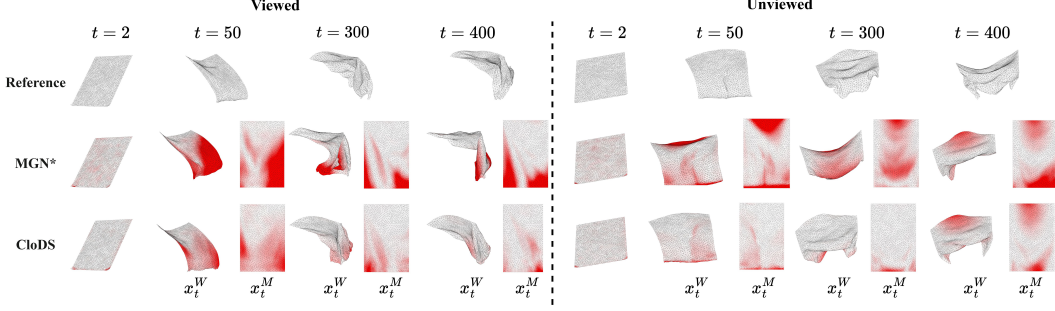 Viewed Unviewed
t = 2 t = 50 t = 300 t = 400 t = 2 t = 50 t = 300 t = 400
Reference
MGN*
CloDS
x_t^W x_t^M x_t^W x_t^M x_t^W x_t^M x_t^W x_t^M x_t^W x_t^M x_t^W x_t^M